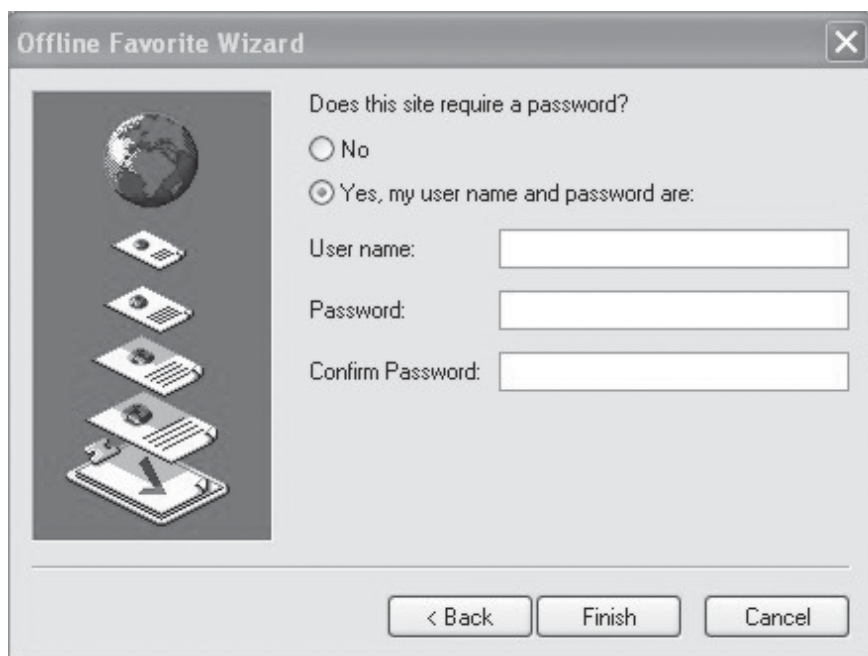 Offline Favorite Wizard
Does this site require a password?
No
Yes, my user name and password are:
User name:
Password:
Confirm Password:
< Back
Finish
Cancel